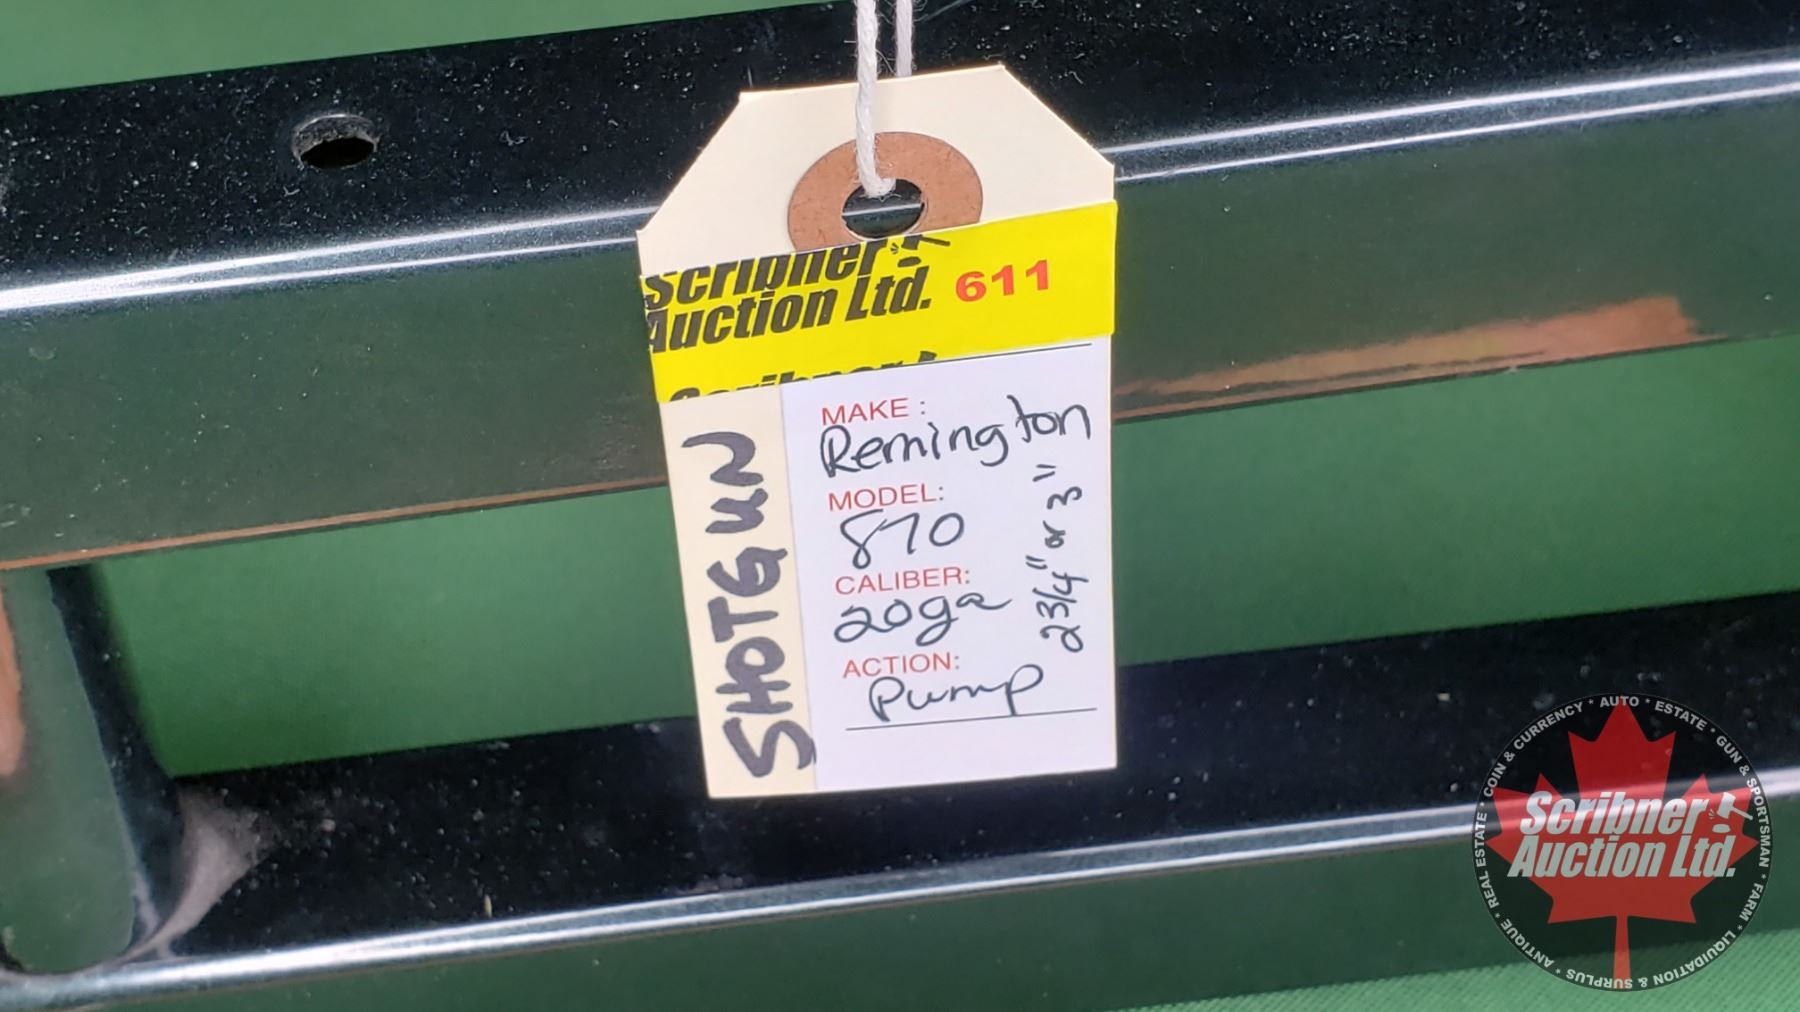 Scribner
Auction Ltd. 611
Scribner
SHOTGUN
MAKE :
Remington
MODEL:
870
CALIBER:
20ga
2 3/4" or 3"
ACTION:
Pump
COIN & CURRENCY * AUTO * ESTATE * GUN & SPORTSMAN * FARM * LIQUIDATION & SURPLUS * ANTIQUE * REAL ESTATE *
Scribner
Auction Ltd.